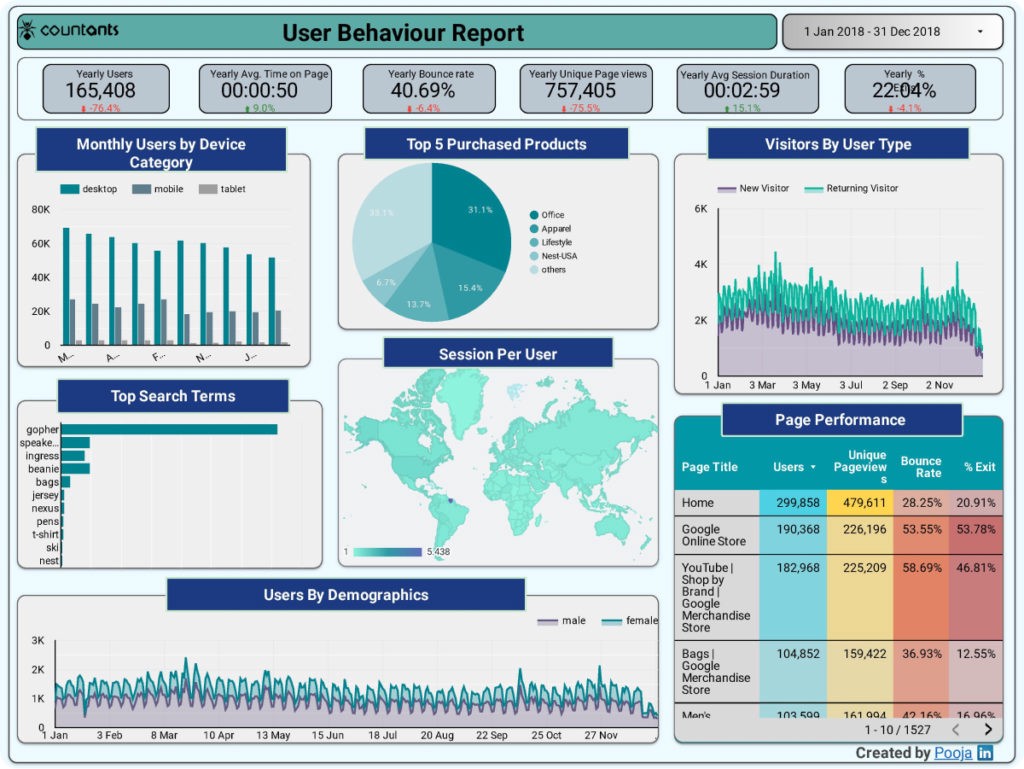 countants
User Behaviour Report
1 Jan 2018 - 31 Dec 2018
Yearly Users
165,408
-76.4%
Yearly Avg. Time on Page
00:00:50
9.0%
Yearly Bounce rate
40.69%
-6.4%
Yearly Unique Page views
757,405
-75.5%
Yearly Avg Session Duration
00:02:59
15.1%
Yearly %
22.04%
-4.1%
Monthly Users by Device
Category
desktop
mobile
tablet
80K
60K
40K
20K
0
M...
A...
F...
N...
J...
Top 5 Purchased Products
33.1%
31.1%
6.7%
13.7%
15.4%
Office
Apparel
Lifestyle
Nest-USA
others
Visitors By User Type
New Visitor
Returning Visitor
6K
4K
2K
0
1 Jan
3 Mar
3 May
3 Jul
2 Sep
2 Nov
Top Search Terms
gopher
speake...
ingress
beanie
bags
jersey
nexus
pens
t-shirt
ski
nest
Session Per User
1
5.438
Page Performance
Page Title
Users
Unique
Pageview
s
Bounce
Rate
% Exit
Home
299,858
479,611
28.25%
20.91%
Google
Online Store
190,368
226,196
53.55%
53.78%
YouTube |
Shop by
Brand |
Google
Merchandise
Store
182,968
225,209
58.69%
46.81%
Bags |
Google
Merchandise
Store
104,852
159,422
36.93%
12.55%
Men's
103,599
161,994
42.16%
16.96%
1 - 10 / 1527
Users By Demographics
male
female
3K
2K
1K
0
1 Jan
3 Feb
8 Mar
10 Apr
13 May
15 Jun
18 Jul
20 Aug
22 Sep
25 Oct
27 Nov
Created by Pooja in